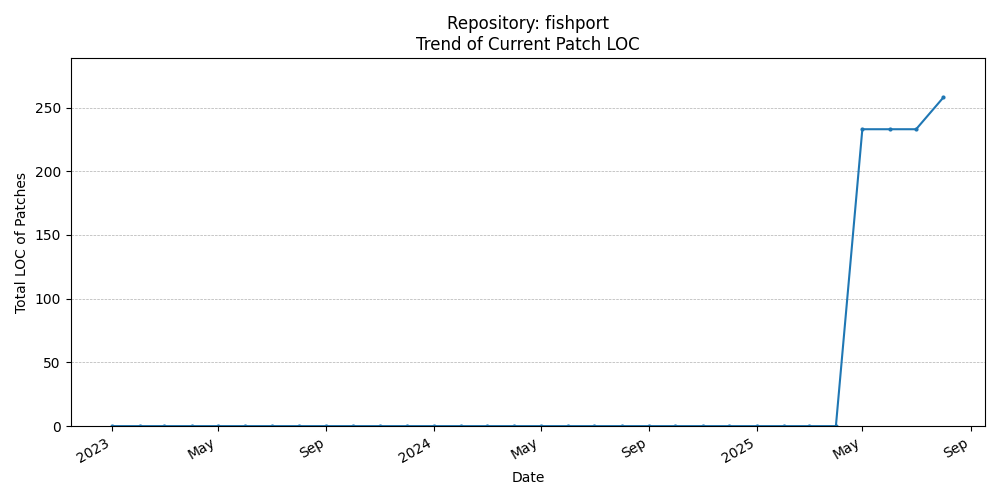 Repository: fishport
Trend of Current Patch LOC
Total LOC of Patches
250
200
150
100
50
0
2023
May
Sep
2024
May
Sep
2025
May
Sep
Date